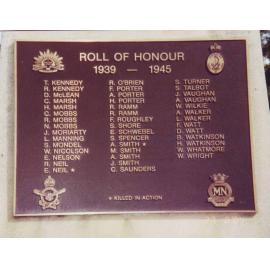 ROLL OF HONOUR
1939 — 1945
T. KENNEDY
R. KENNEDY
D. McLEAN
C. MARSH
H. MARSH
C. MOBBS
J. MOBBS
N. MOBBS
J. MORIARTY
L. MANNING
S. MONDEL
W. NICOLSON
E. NELSON
R. NEIL
E. NEIL *
R. O'BRIEN
F. PORTER
A. PORTER
H. PORTER
R. RAMM
R. RAMM
F. ROUGHLEY
S. SHORE
E. SCHWEBEL
S. SPENCER
A. SMITH *
M. SMITH
A. SMITH
J. SMITH
C. SAUNDERS
S. TURNER
S. TALBOT
J. VAUGHAN
A. VAUGHAN
W. WILKIE
A. WALKER
L. WALKER
F. WATT
D. WATT
B. WATKINSON
H. WATKINSON
W. WHATMORE
W. WRIGHT
* KILLED IN ACTION
MN